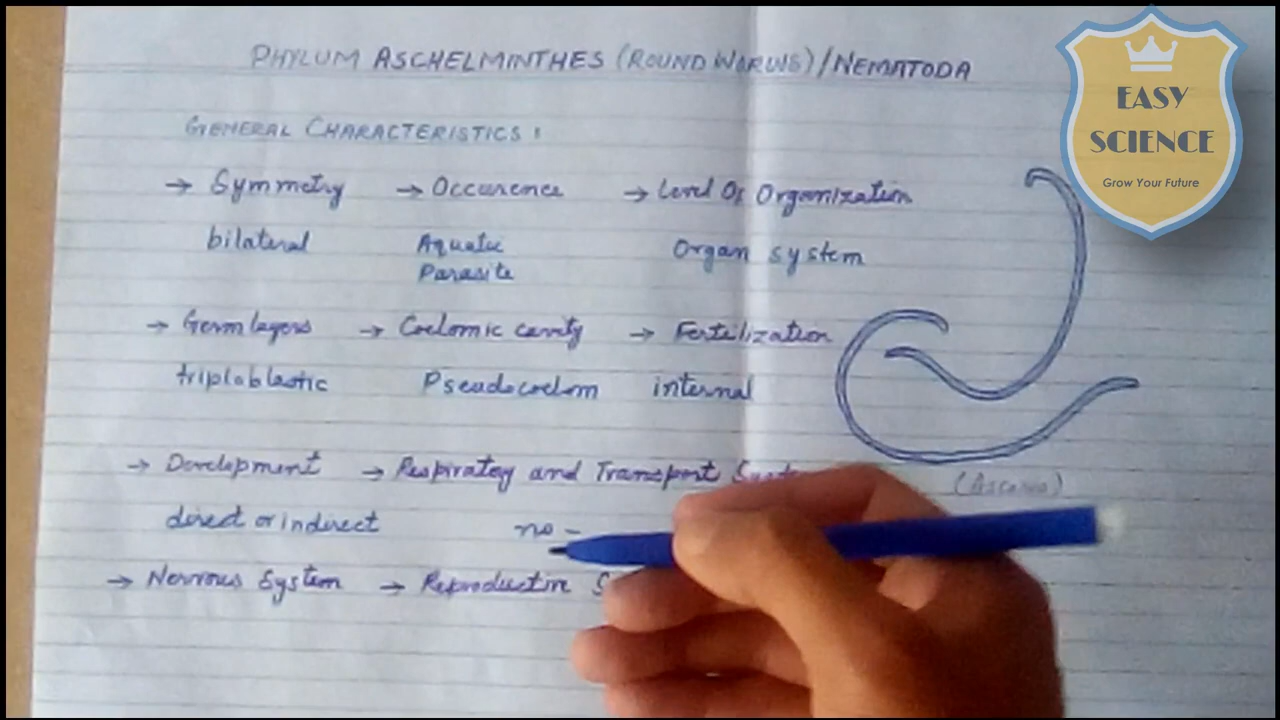 PHYLUM ASCHELMINTHES (ROUND WORMS)/NEMATODA
EASY
SCIENCE
Grow Your Future
GENERAL CHARACTERISTICS:
→ Symmetry → Occurence → Level Of Organization
bilateral Aquatic Organ system
Parasite
→ Germ layers → Coelomic cavity → Fertilization
triploblastic Pseudocoelom internal
→ Development → Respiratory and Transport
(Ascaris)
direct or indirect no -
→ Nervous System → Reproductive S